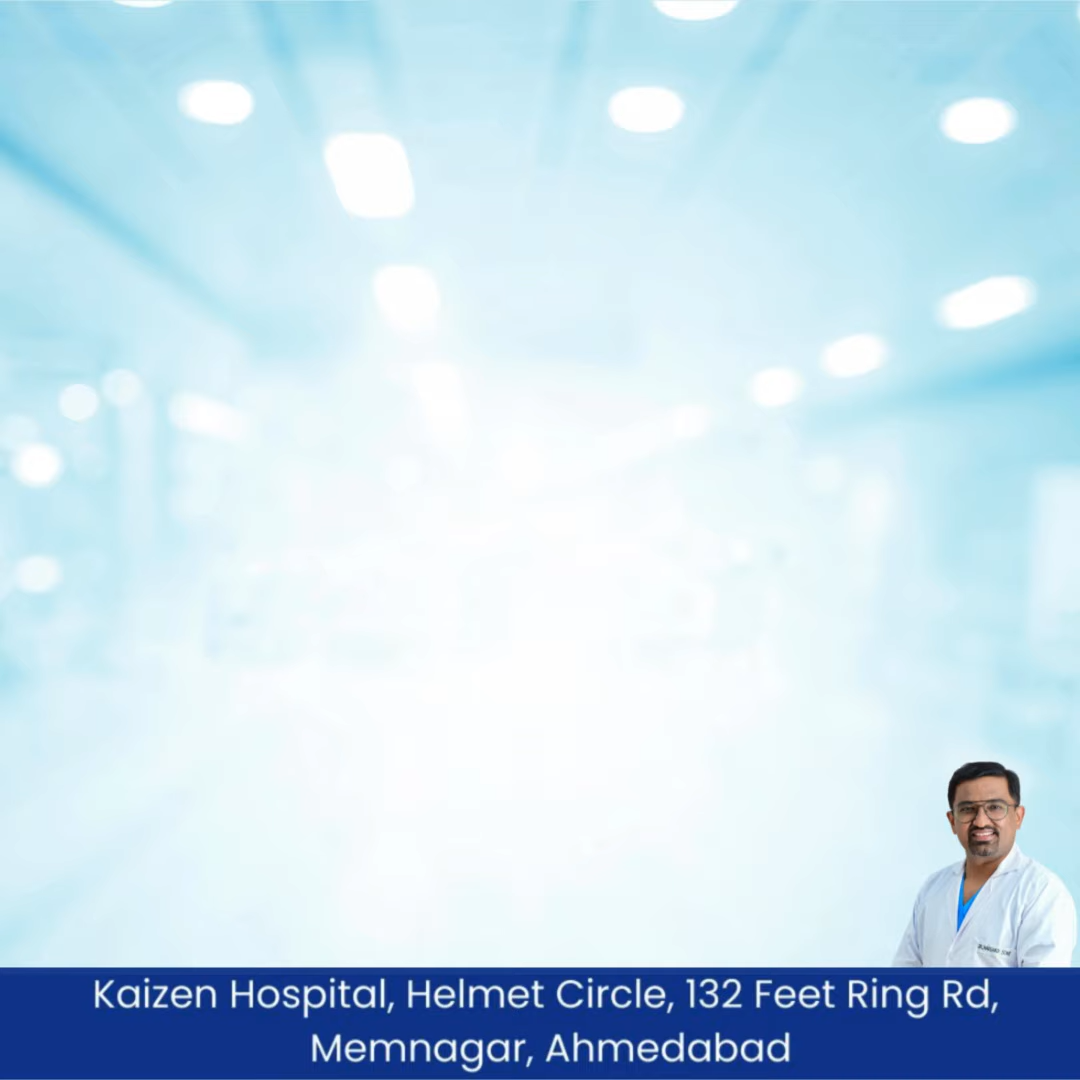 Kaizen Hospital, Helmet Circle, 132 Feet Ring Rd,
Memnagar, Ahmedabad